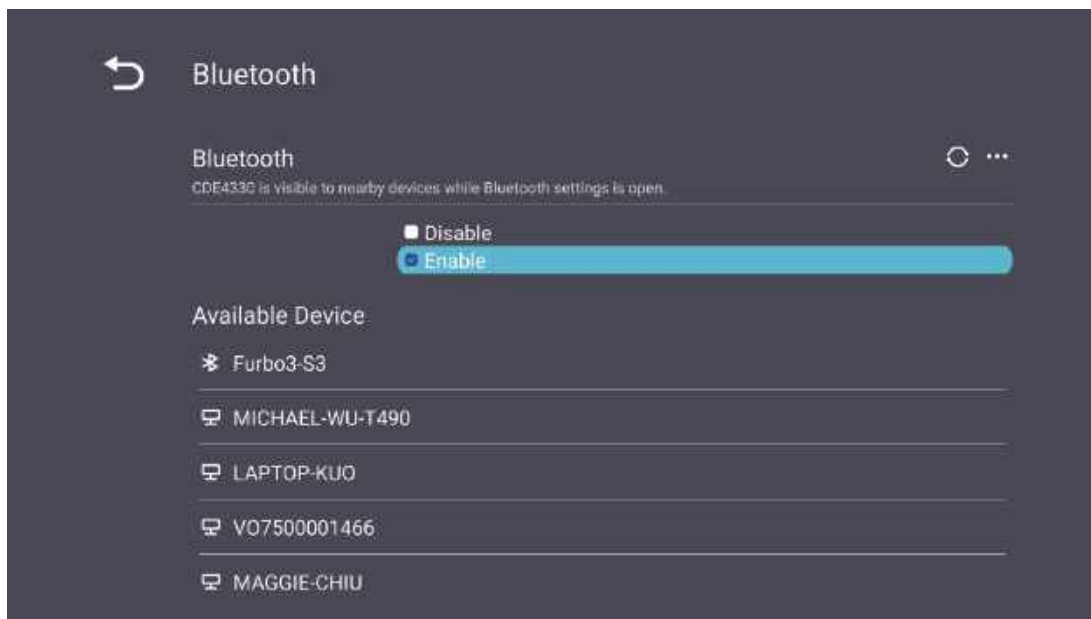 Bluetooth
Bluetooth
CDE4330 is visible to nearby devices while Bluetooth settings is open.
Disable
Enable
Available Device
Furbo3-S3
MICHAEL-WU-T490
LAPTOP-KUO
VO7500001466
MAGGIE-CHIU